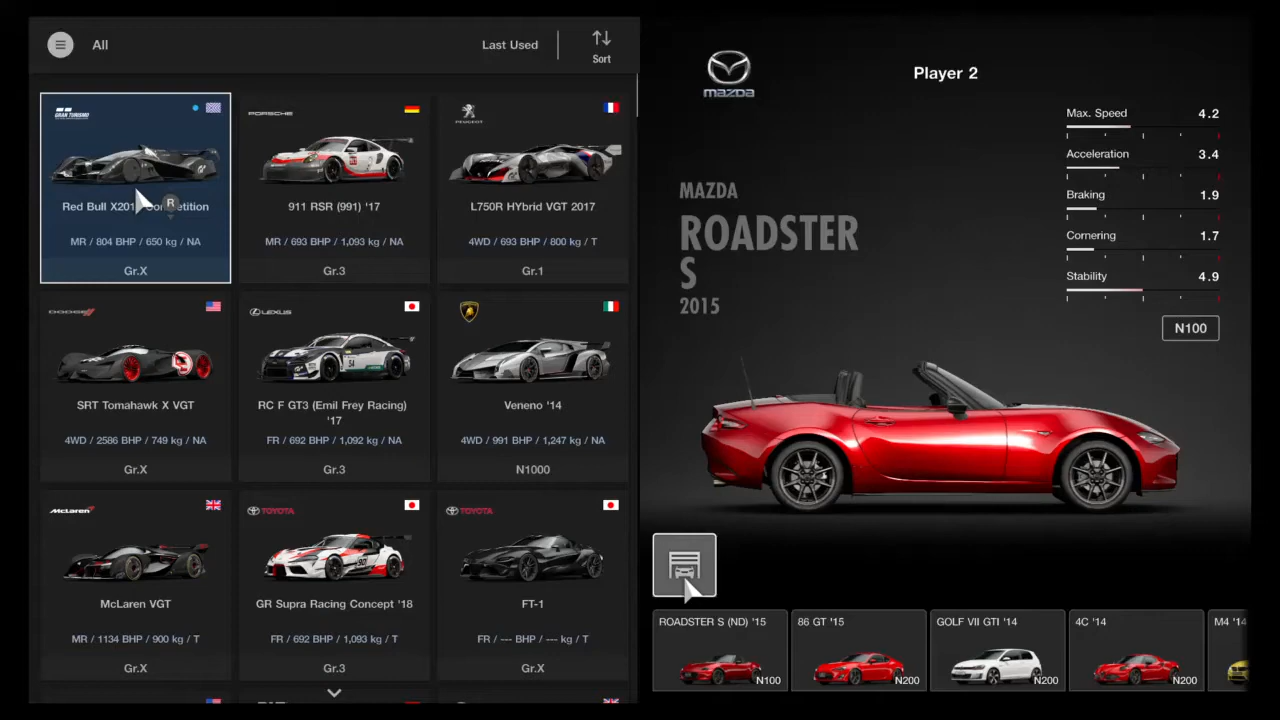 All
Last Used
Sort
GRAN TURISMO
Red Bull X201 Competition
MR / 804 BHP / 650 kg / NA
Gr.X
PORSCHE
911 RSR (991) '17
MR / 693 BHP / 1,093 kg / NA
Gr.3
PEUGEOT
L750R HYbrid VGT 2017
4WD / 693 BHP / 800 kg / T
Gr.1
DODGE
SRT Tomahawk X VGT
4WD / 2586 BHP / 749 kg / NA
Gr.X
LEXUS
RC F GT3 (Emil Frey Racing)
'17
FR / 692 BHP / 1,092 kg / NA
Gr.3
Veneno '14
4WD / 991 BHP / 1,247 kg / NA
N1000
McLaren
McLaren VGT
MR / 1134 BHP / 900 kg / T
Gr.X
TOYOTA
GR Supra Racing Concept '18
FR / 692 BHP / 1,093 kg / T
Gr.3
TOYOTA
FT-1
FR / --- BHP / --- kg / T
Gr.X
R
mazda
Player 2
MAZDA
ROADSTER
S
2015
Max. Speed 4.2
Acceleration 3.4
Braking 1.9
Cornering 1.7
Stability 4.9
N100
ROADSTER S (ND) '15
N100
86 GT '15
N200
GOLF VII GTI '14
N200
4C '14
N200
M4 '14